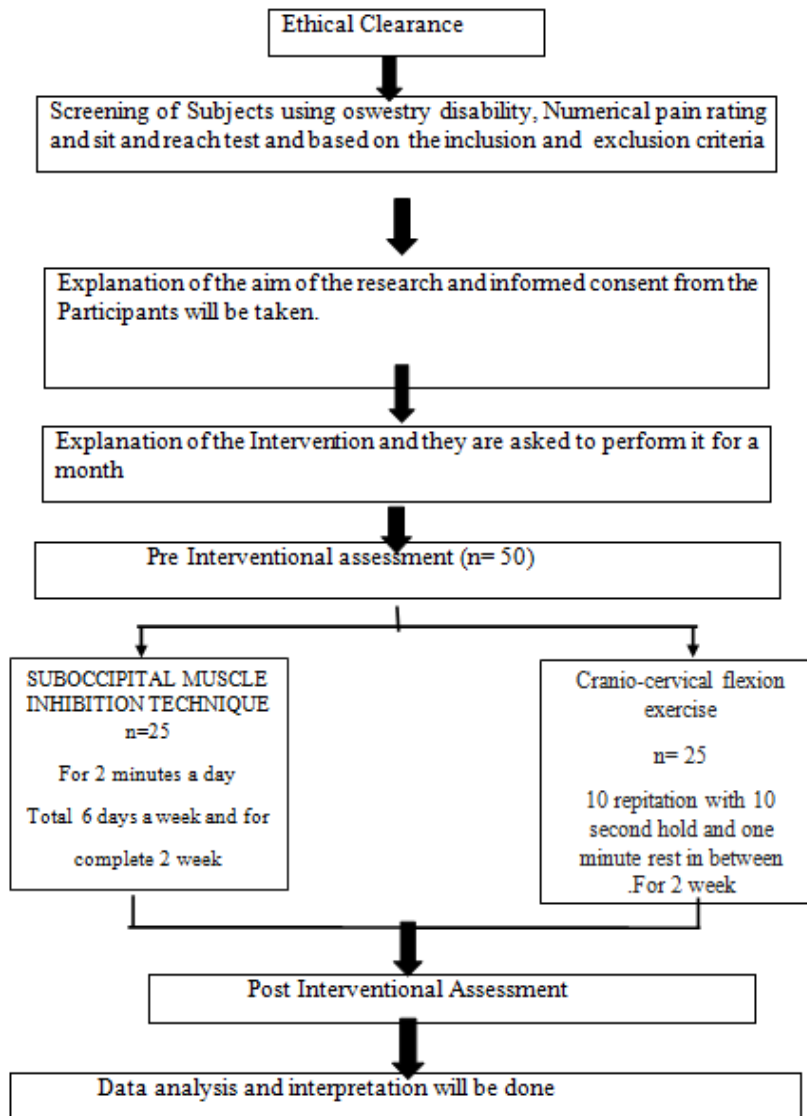 Ethical Clearance
Screening of Subjects using oswestry disability, Numerical pain rating
and sit and reach test and based on the inclusion and exclusion criteria
Explanation of the aim of the research and informed consent from the
Participants will be taken.
Explanation of the Intervention and they are asked to perform it for a
month
Pre Interventional assessment (n= 50)
SUBOCCIPITAL MUSCLE
INHIBITION TECHNIQUE
n=25
For 2 minutes a day
Total 6 days a week and for
complete 2 week
Cranio-cervical flexion
exercise
n= 25
10 repitation with 10
second hold and one
minute rest in between
.For 2 week
Post Interventional Assessment
Data analysis and interpretation will be done